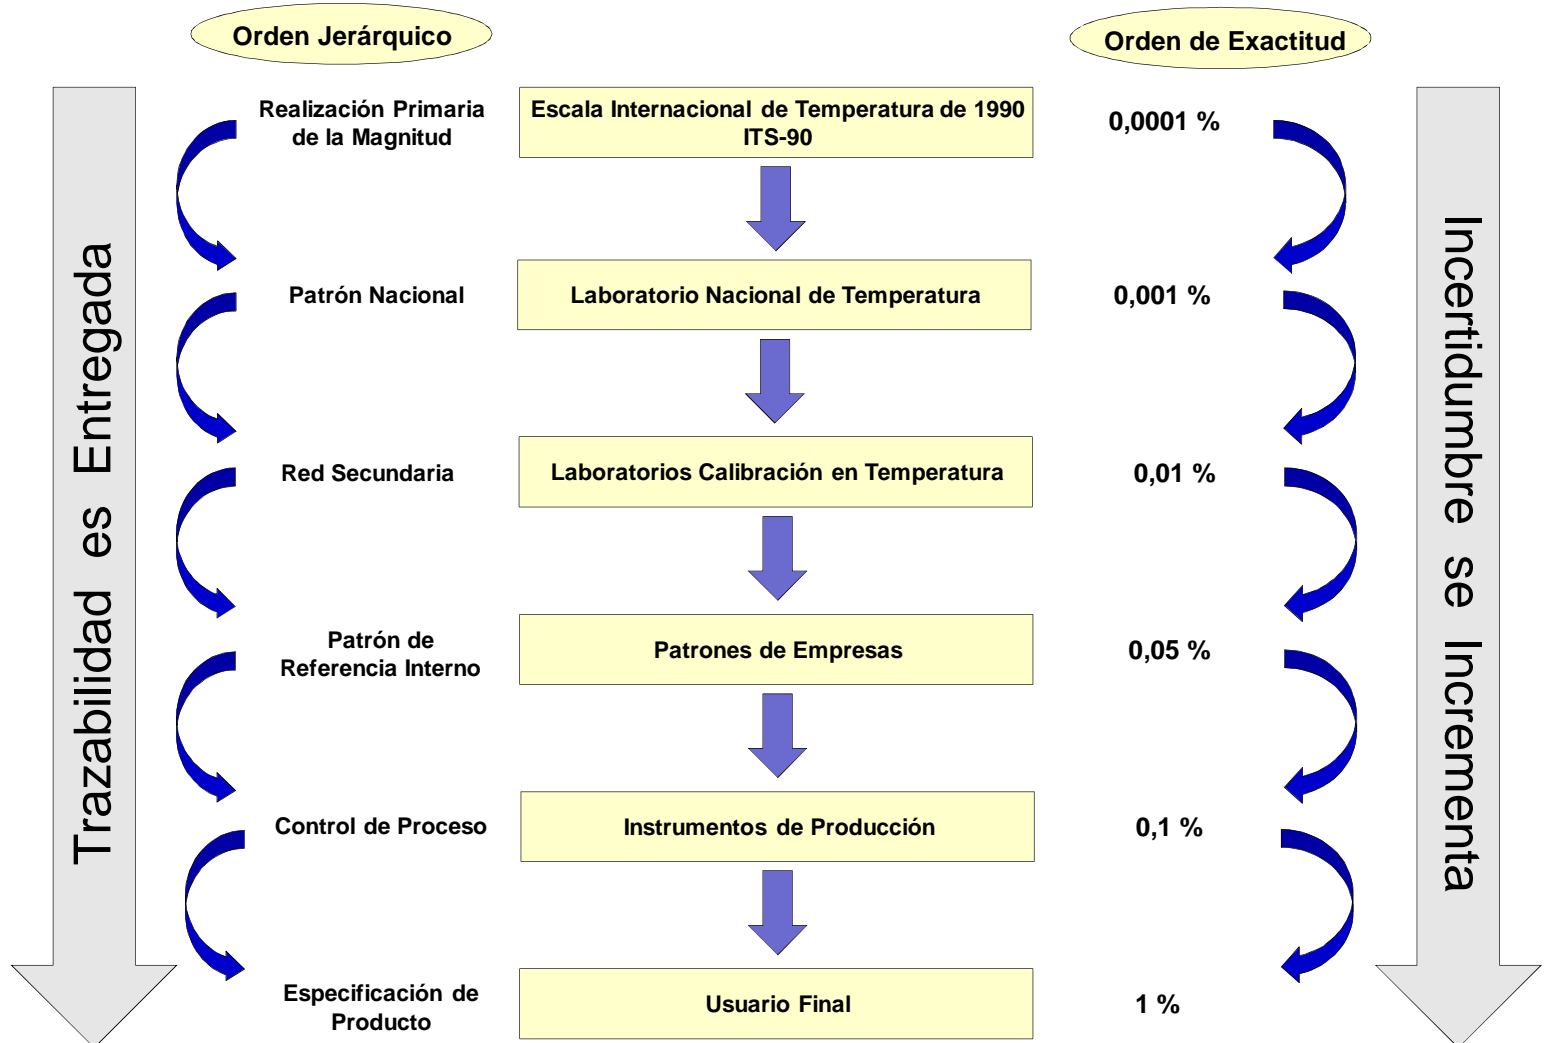 Orden Jerárquico
Orden de Exactitud
Realización Primaria
de la Magnitud
Escala Internacional de Temperatura de 1990
ITS-90
0,0001 %
Patrón Nacional
Laboratorio Nacional de Temperatura
0,001 %
Red Secundaria
Laboratorios Calibración en Temperatura
0,01 %
Patrón de
Referencia Interno
Patrones de Empresas
0,05 %
Control de Proceso
Instrumentos de Producción
0,1 %
Especificación de
Producto
Usuario Final
1 %
Trazabilidad es Entregada
Incertidumbre se Incrementa